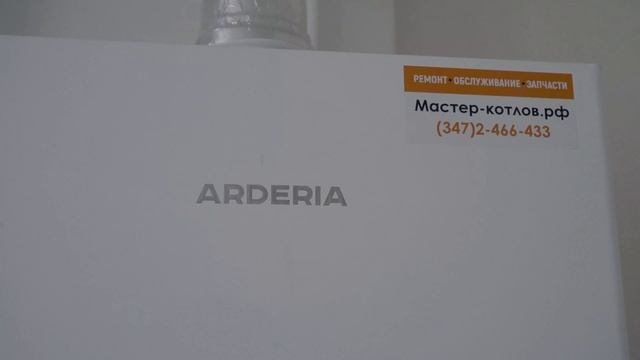 РЕМОНТ • ОБСЛУЖИВАНИЕ • ЗАПЧАСТИ
Мастер-котлов.рф
(347)2-466-433
ARDERIA